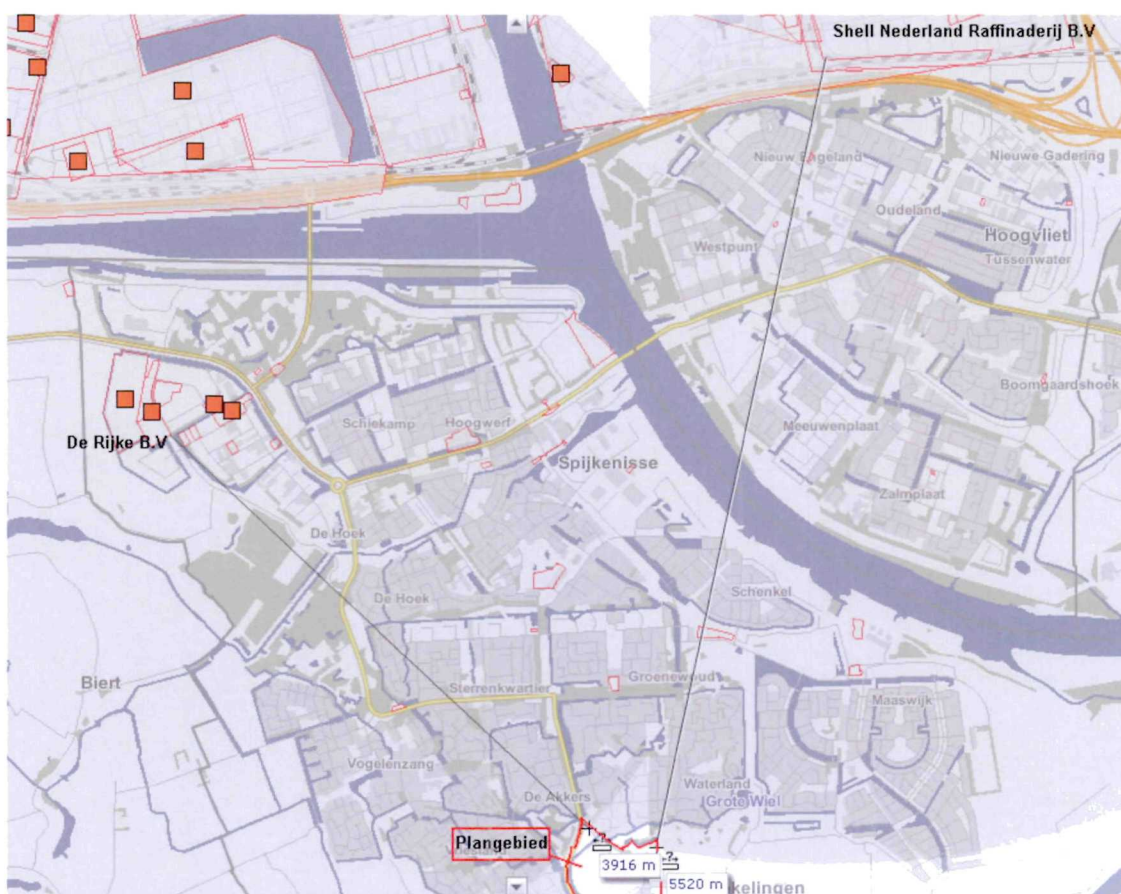 Shell Nederland Raffinaderij B.V
Nieuw Engeland
Nieuwe Gadering
Oudeland
Hoogvliet
Westpunt
Tussenwater
Boomgaardshoek
De Rijke B.V
Schiekamp
Hoogwerf
Meeuwenplaat
Spijkenisse
Zalmplaat
De Hoek
De Hoek
Schenkel
Biert
Sterrenkwartier
Groenewoud
Maaswijk
Vogelenzang
Waterland
De Akkers
Grote Wiel
Plangebied
3916 m
5520 m
kelingen